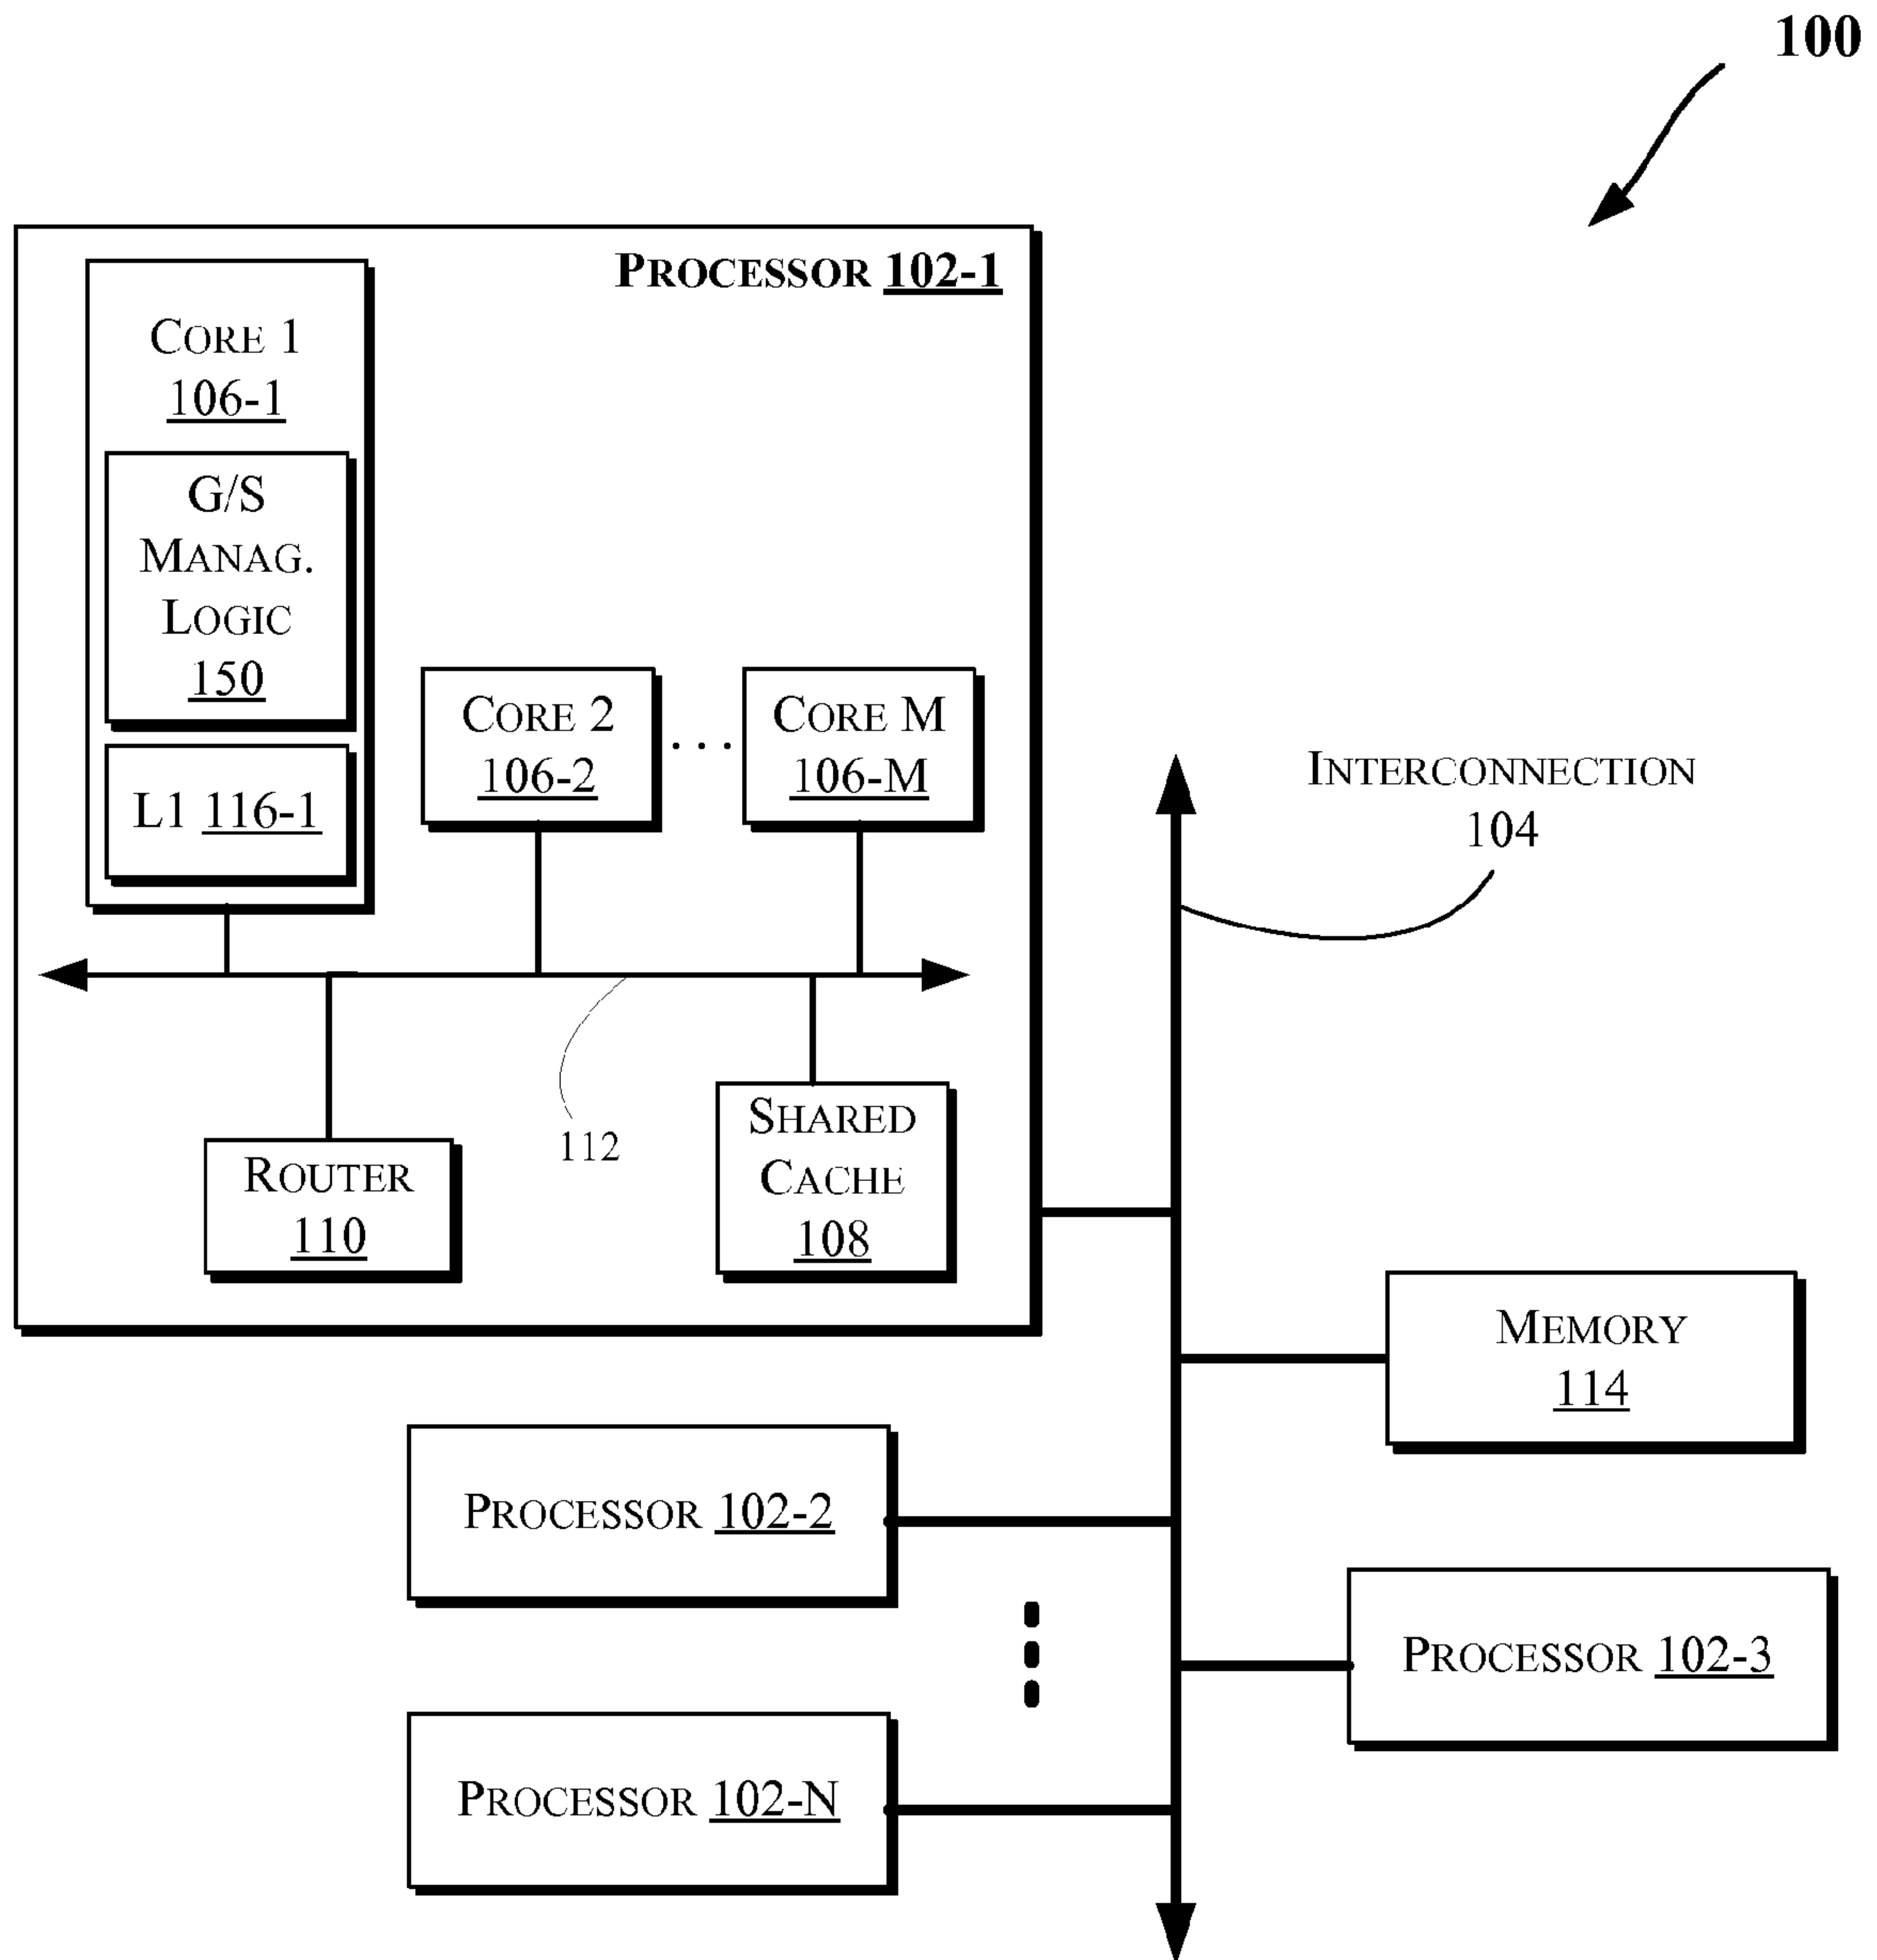 100
PROCESSOR 102-1
CORE 1
106-1
G/S
MANAG.
LOGIC
150
L1 116-1
CORE 2
106-2
...
CORE M
106-M
INTERCONNECTION
104
112
ROUTER
110
SHARED
CACHE
108
MEMORY
114
PROCESSOR 102-2
PROCESSOR 102-3
PROCESSOR 102-N